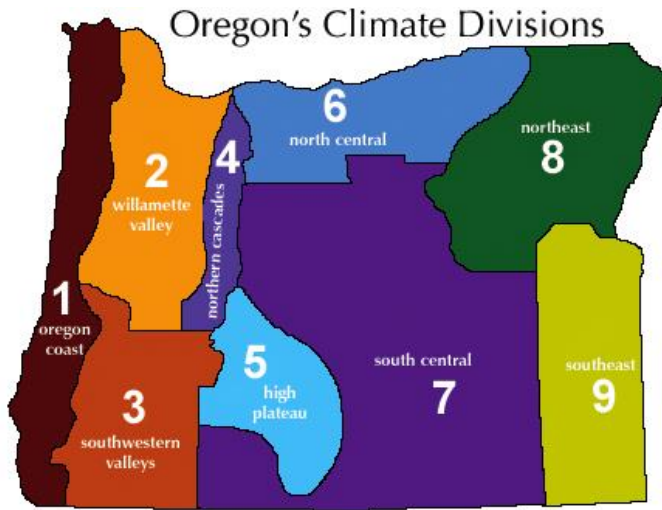 Oregon's Climate Divisions
1
oregon
coast
2
willamette
valley
3
southwestern
valleys
4
northern cascades
5
high
plateau
6
north central
south central
7
northeast
8
southeast
9